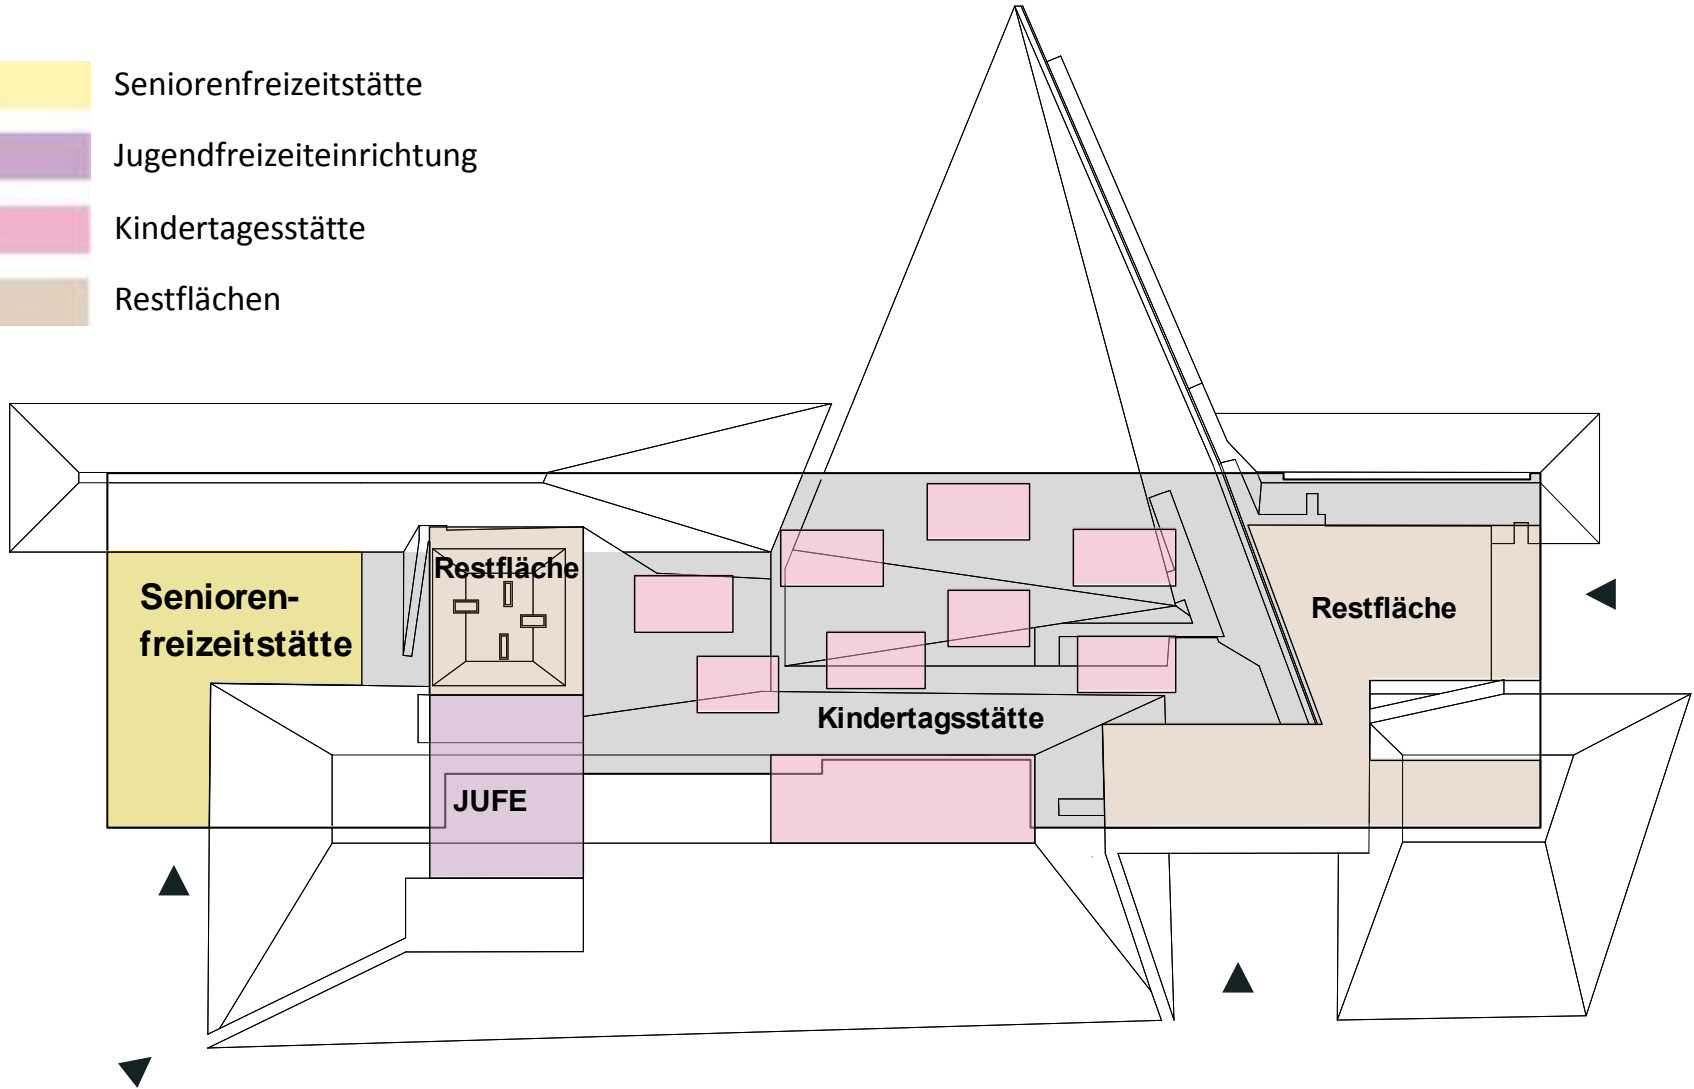 Seniorenfreizeitstätte
Jugendfreizeiteinrichtung
Kindertagesstätte
Restflächen
Restfläche
Senioren-
freizeitstätte
Restfläche
Kindertagsstätte
JUFE